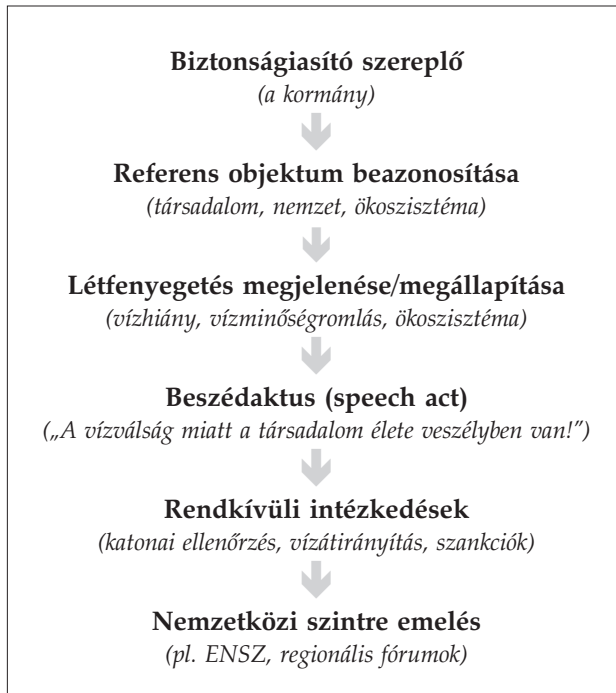 Biztonságiasító szereplő
(a kormány)
Referens objektum beazonosítása
(társadalom, nemzet, ökoszisztéma)
Létfenyegetés megjelenése/megállapítása
(vízhiány, vízminőségromlás, ökoszisztéma)
Beszédaktus (speech act)
(„A vízválság miatt a társadalom élete veszélyben van!”)
Rendkívüli intézkedések
(katonai ellenőrzés, vízátirányítás, szankciók)
Nemzetközi szintre emelés
(pl. ENSZ, regionális fórumok)